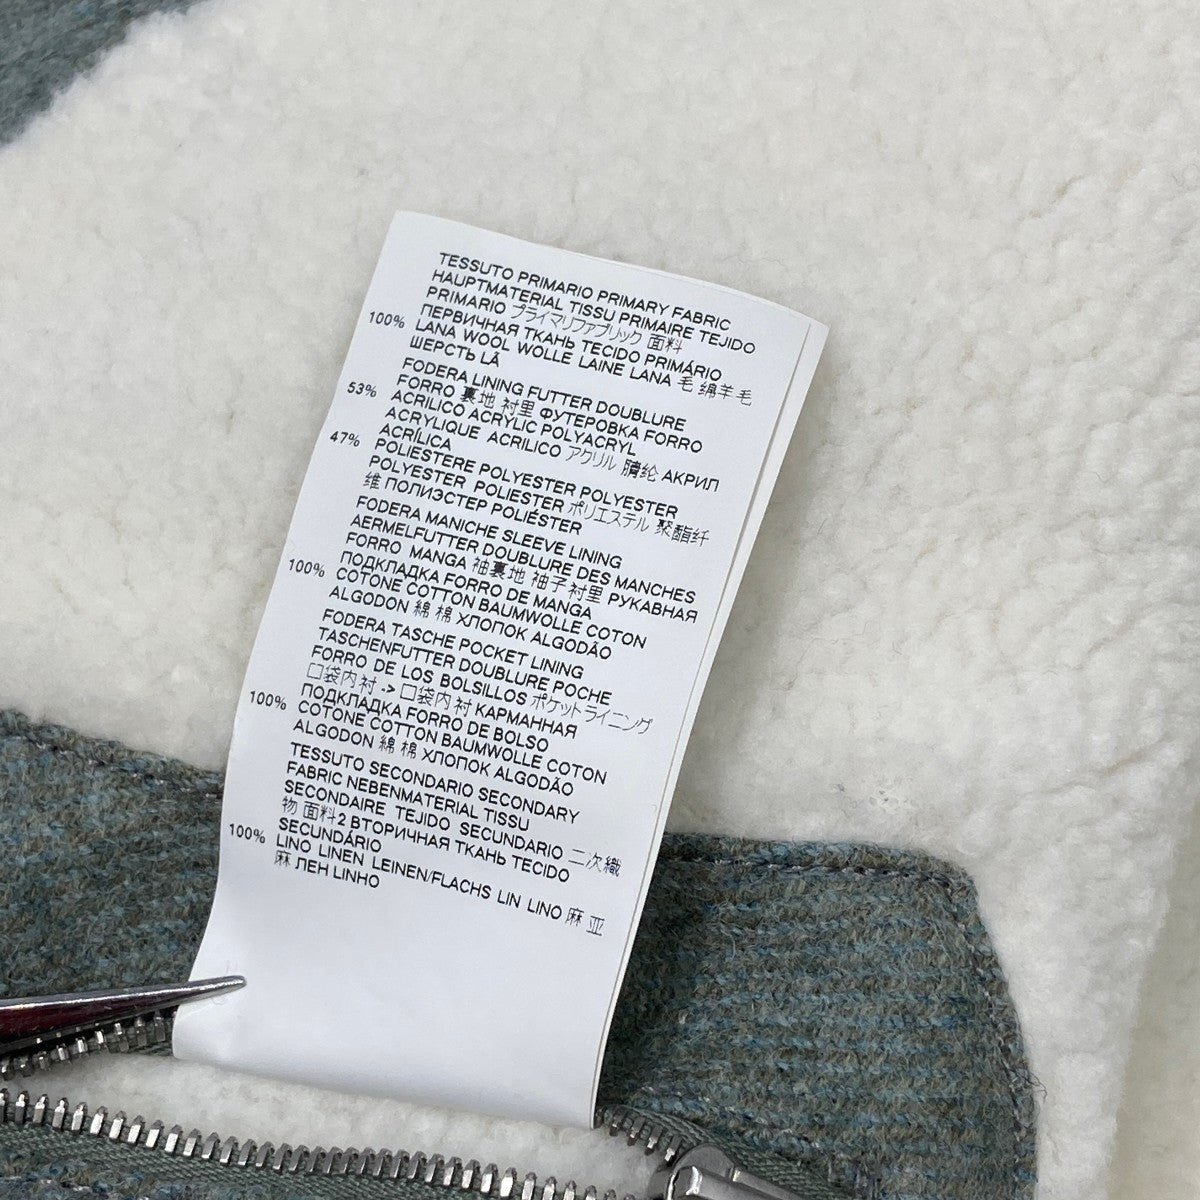 TESSUTO PRIMARIO PRIMARY FABRIC
HAUPTMATERIAL TISSU PRIMAIRE TEJIDO
PRIMARIO プライマリファブリック 面料
ПЕРВИЧНАЯ ТКАНЬ TECIDO PRIMÁRIO
100% LANA WOOL WOLLE LAINE LANA 毛 绵羊毛
ШЕРСТЬ LÃ
FODERA LINING FUTTER DOUBLURE
FORRO 裏地 衬里 ФУТЕРОВКА FORRO
53% ACRILICO ACRYLIC POLYACRYL
ACRYLIQUE ACRILICO アクリル 腈纶 АКРИЛ
ACRÍLICA
47% POLIESTERE POLYESTER POLYESTER
POLYESTER POLIESTER ポリエステル 聚酯纤
维 ПОЛИЭСТЕР POLIÉSTER
FODERA MANICHE SLEEVE LINING
AERMELFUTTER DOUBLURE DES MANCHES
FORRO MANGA 袖裏地 袖子 衬里 РУКАВНАЯ
ПОДКЛАДКА FORRO DE MANGA
100% COTONE COTTON BAUMWOLLE COTON
ALGODON 綿 棉 ХЛОПОК ALGODÃO
FODERA TASCHE POCKET LINING
TASCHENFUTTER DOUBLURE POCHE
FORRO DE LOS BOLSILLOS ポケットライニング
口袋内衬 -> 口袋内衬 КАРМАННАЯ
ПОДКЛАДКА FORRO DE BOLSO
100% COTONE COTTON BAUMWOLLE COTON
ALGODON 綿 棉 ХЛОПОК ALGODÃO
TESSUTO SECONDARIO SECONDARY
FABRIC NEBENMATERIAL TISSU
SECONDAIRE TEJIDO SECUNDARIO 二次織
物 面料2 ВТОРИЧНАЯ ТКАНЬ TECIDO
SECUNDÁRIO
100% LINO LINEN LEINEN/FLACHS LIN LINO 麻 亚
麻 ЛЕН LINHO